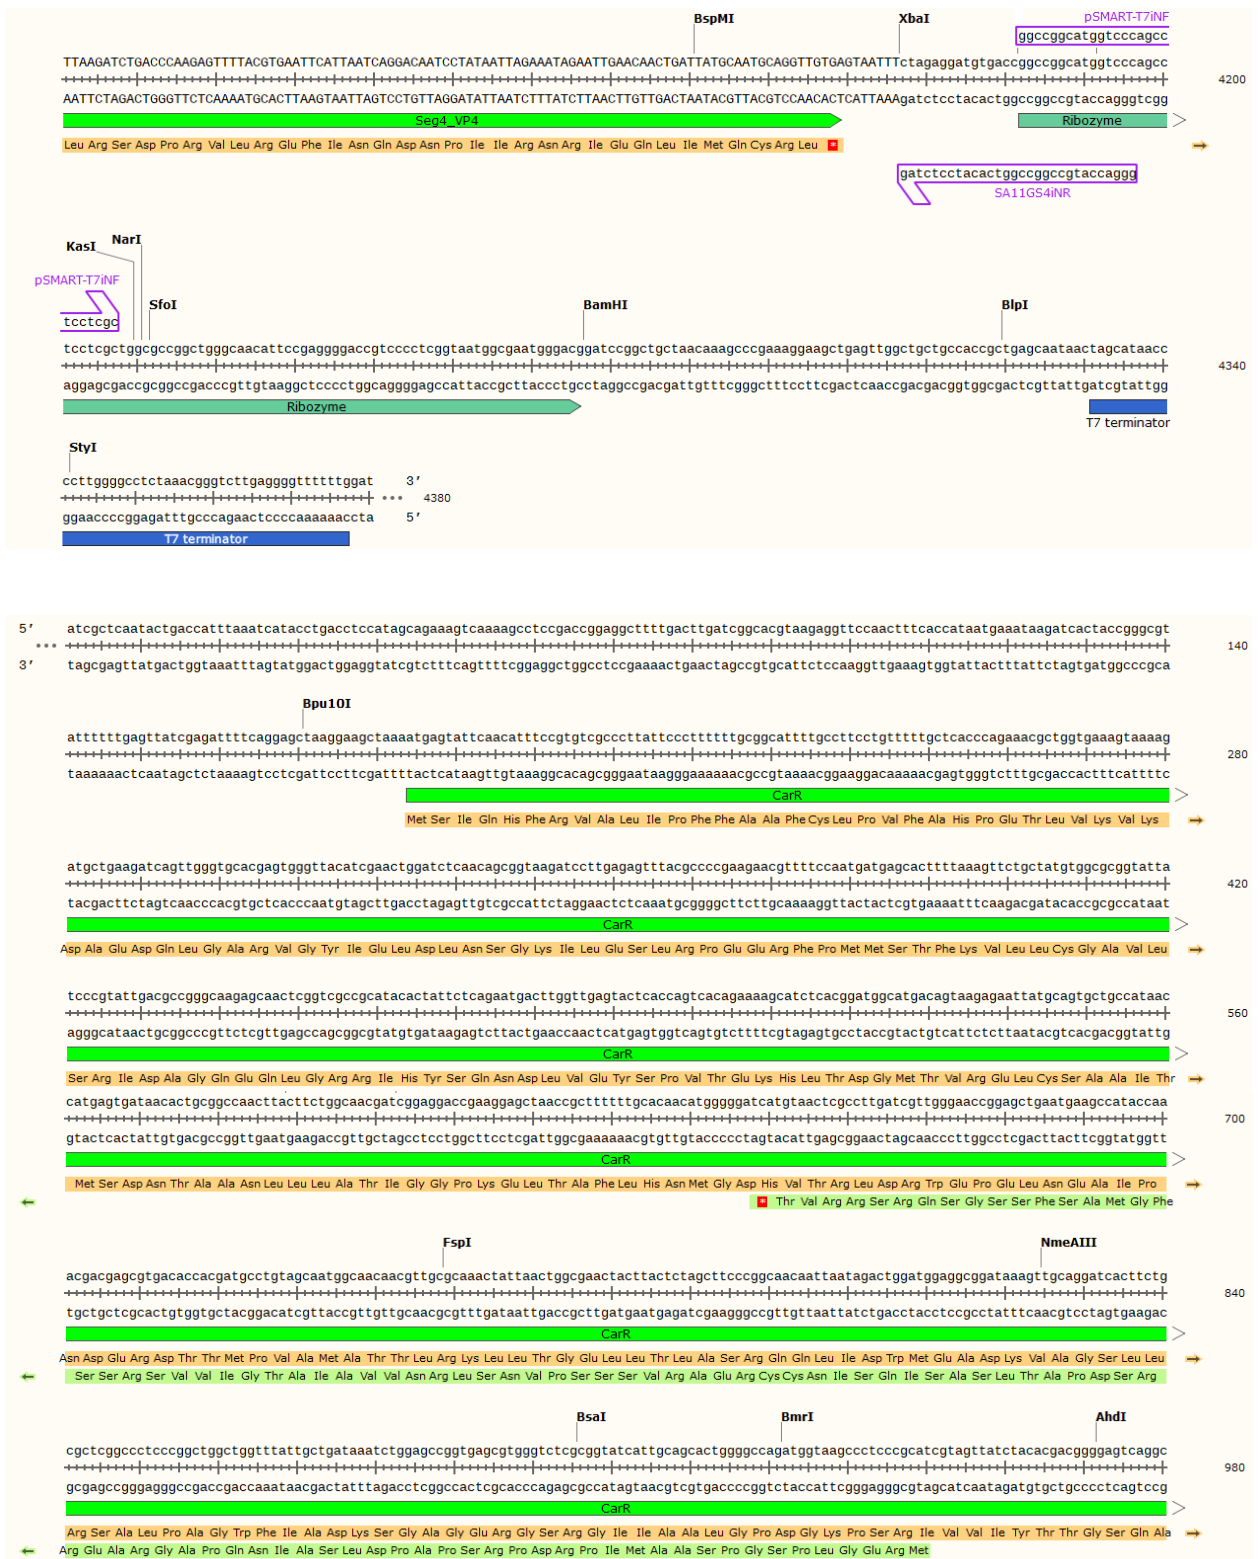 BspMI XbaI pSMART-T7iNF
ggccggcatggtcccagcc
TTAAGATCTGACCCAAGAGTTTTACGTGAATTCATTAATCAGGACAATCCTATAATTAGAAATAGAATTGAACAACTGATTATGCAATGCAGGTTGTGAGTAATTTctagaggatgtgaccggccggcatggtcccagcc
4200
AATTCTAGACTGGGTTCTCAAAATGCACTTAAGTAATTAGTCCTGTTAGGATATTAATCTTTATCTTAACTTGTTGACTAATACGTTACGTCCAACACTCATTAAAgatctcctacactggccggccgtaccagggtcgg
Seg4_VP4 Ribozyme
Leu Arg Ser Asp Pro Arg Val Leu Arg Glu Phe Ile Asn Gln Asp Asn Pro Ile Ile Arg Asn Arg Ile Glu Gln Leu Ile Met Gln Cys Arg Leu *
gatctcctacactggccggccgtaccaggg
SA11GS4iNR
KasI NarI
pSMART-T7iNF
SfoI BamHI BlpI
tcctcgc
tcctcgctggcgccggctgggcaacattccgaggggaccgtcccctcggtaatggcgaatgggacggatccggctgctaacaaagcccgaaaggaagctgagttggctgctgccaccgctgagcaataactagcataacc
4340
aggagcgaccgcggccgacccgttgtaaggctcccctggcaggggagccattaccgcttaccctgcctaggccgacgattgtttcgggctttccttcgactcaaccgacgacggtggcgactcgttattgatcgtattgg
Ribozyme
T7 terminator
StyI
ccttggggcctctaaacgggtcttgaggggttttttggat 3′
4380
ggaaccccggagatttgcccagaactccccaaaaaaccta 5′
T7 terminator
5′ atcgctcaatactgaccatttaaatcatacctgacctccatagcagaaagtcaaaagcctccgaccggaggcttttgacttgatcggcacgtaagaggttccaactttcaccataatgaaataagatcactaccgggcgt
140
3′ tagcgagttatgactggtaaatttagtatggactggaggtatcgtctttcagttttcggaggctggcctccgaaaactgaactagccgtgcattctccaaggttgaaagtggtattactttattctagtgatggcccgca
Bpu10I
attttttgagttatcgagattttcaggagctaaggaagctaaaatgagtattcaacatttccgtgtcgcccttattcccttttttgcggcattttgccttcctgtttttgctcacccagaaacgctggtgaaagtaaaag
280
taaaaaactcaatagctctaaaagtcctcgattccttcgattttactcataagttgtaaaggcacagcgggaataagggaaaaaacgccgtaaaacggaaggacaaaaacgagtgggtctttgcgaccactttcattttc
CarR
Met Ser Ile Gln His Phe Arg Val Ala Leu Ile Pro Phe Phe Ala Ala Phe Cys Leu Pro Val Phe Ala His Pro Glu Thr Leu Val Lys Val Lys
atgctgaagatcagttgggtgcacgagtgggttacatcgaactggatctcaacagcggtaagatccttgagagtttacgccccgaagaacgttttccaatgatgagcacttttaaagttctgctatgtggcgcggtatta
420
tacgacttctagtcaacccacgtgctcacccaatgtagcttgacctagagttgtcgccattctaggaactctcaaatgcggggcttcttgcaaaaggttactactcgtgaaaatttcaagacgatacaccgcgccataat
CarR
Asp Ala Glu Asp Gln Leu Gly Ala Arg Val Gly Tyr Ile Glu Leu Asp Leu Asn Ser Gly Lys Ile Leu Glu Ser Leu Arg Pro Glu Glu Arg Phe Pro Met Met Ser Thr Phe Lys Val Leu Leu Cys Gly Ala Val Leu
tcccgtattgacgccgggcaagagcaactcggtcgccgcatacactattctcagaatgacttggttgagtactcaccagtcacagaaaagcatctcacggatggcatgacagtaagagaattatgcagtgctgccataac
560
agggcataactgcggcccgttctcgttgagccagcggcgtatgtgataagagtcttactgaaccaactcatgagtggtcagtgtcttttcgtagagtgcctaccgtactgtcattctcttaatacgtcacgacggtattg
CarR
Ser Arg Ile Asp Ala Gly Gln Glu Gln Leu Gly Arg Arg Ile His Tyr Ser Gln Asn Asp Leu Val Glu Tyr Ser Pro Val Thr Glu Lys His Leu Thr Asp Gly Met Thr Val Arg Glu Leu Cys Ser Ala Ala Ile Thr
catgagtgataacactgcggccaacttacttctggcaacgatcggaggaccgaaggagctaaccgcttttttgcacaacatgggggatcatgtaactcgccttgatcgttgggaaccggagctgaatgaagccataccaa
700
gtactcactattgtgacgccggttgaatgaagaccgttgctagcctcctggcttcctcgattggcgaaaaaacgtgttgtaccccctagtacattgagcggaactagcaacccttggcctcgacttacttcggtatggtt
CarR
Met Ser Asp Asn Thr Ala Ala Asn Leu Leu Leu Ala Thr Ile Gly Gly Pro Lys Glu Leu Thr Ala Phe Leu His Asn Met Gly Asp His Val Thr Arg Leu Asp Arg Trp Glu Pro Glu Leu Asn Glu Ala Ile Pro
* Thr Val Arg Arg Ser Arg Gln Ser Gly Ser Ser Phe Ser Ala Met Gly Phe
FspI NmeAIII
acgacgagcgtgacaccacgatgcctgtagcaatggcaacaacgttgcgcaaactattaactggcgaactacttactctagcttcccggcaacaattaatagactggatggaggcggataaagttgcaggatcacttctg
840
tgctgctcgcactgtggtgctacggacatcgttaccgttgttgcaacgcgtttgataattgaccgcttgatgaatgagatcgaagggccgttgttaattatctgacctacctccgcctatttcaacgtcctagtgaagac
CarR
Asn Asp Glu Arg Asp Thr Thr Met Pro Val Ala Met Ala Thr Thr Leu Arg Lys Leu Leu Thr Gly Glu Leu Leu Thr Leu Ala Ser Arg Gln Gln Leu Ile Asp Trp Met Glu Ala Asp Lys Val Ala Gly Ser Leu Leu
Ser Ser Arg Ser Val Val Ile Gly Thr Ala Ile Ala Val Val Asn Arg Leu Ser Asn Val Pro Ser Ser Ser Val Arg Ala Glu Arg Cys Cys Asn Ile Ser Gln Ile Ser Ala Ser Leu Thr Ala Pro Asp Ser Arg
BsaI BmrI AhdI
cgctcggccctcccggctggctggtttattgctgataaatctggagccggtgagcgtgggtctcgcggtatcattgcagcactggggccagatggtaagccctcccgcatcgtagttatctacacgacggggagtcaggc
980
gcgagccgggagggccgaccgaccaaataacgactatttagacctcggccactcgcacccagagcgccatagtaacgtcgtgaccccggtctaccattcgggagggcgtagcatcaatagatgtgctgcccctcagtccg
CarR
Arg Ser Ala Leu Pro Ala Gly Trp Phe Ile Ala Asp Lys Ser Gly Ala Gly Glu Arg Gly Ser Arg Gly Ile Ile Ala Ala Leu Gly Pro Asp Gly Lys Pro Ser Arg Ile Val Val Ile Tyr Thr Thr Gly Ser Gln Ala
Arg Glu Ala Arg Gly Ala Pro Gln Asn Ile Ala Ser Leu Asp Pro Ala Pro Ser Arg Pro Asp Arg Pro Ile Met Ala Ala Ser Pro Gly Ser Pro Leu Gly Glu Arg Met